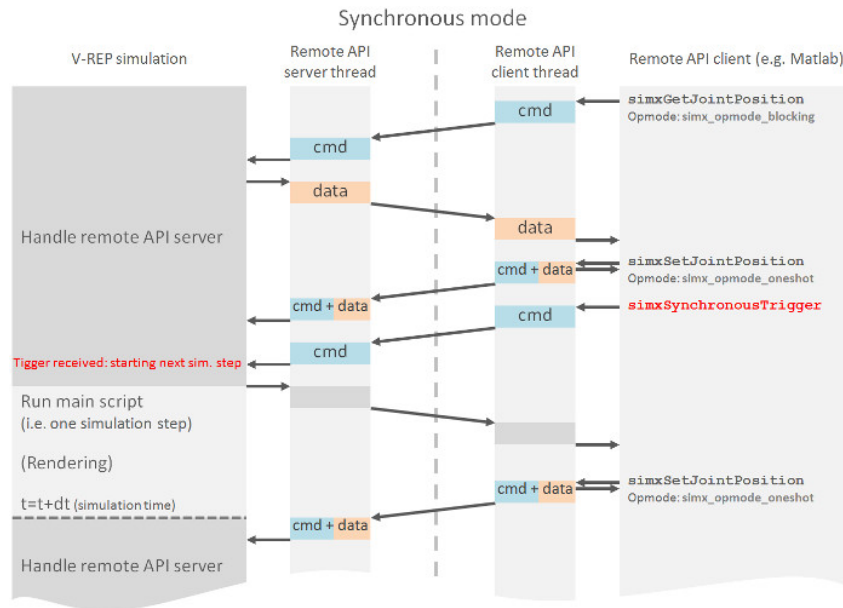 Synchronous mode
V-REP simulation
Remote API
server thread
Remote API
client thread
Remote API client (e.g. Matlab)
simxGetJointPosition
Opmode: simx_opmode_blocking
cmd
cmd
data
data
Handle remote API server
simxSetJointPosition
Opmode: simx_opmode_oneshot
cmd + data
cmd + data
simxSynchronousTrigger
cmd
cmd
Tigger received: starting next sim. step
Run main script
(i.e. one simulation step)
(Rendering)
t=t+dt (simulation time)
simxSetJointPosition
Opmode: simx_opmode_oneshot
cmd + data
cmd + data
Handle remote API server